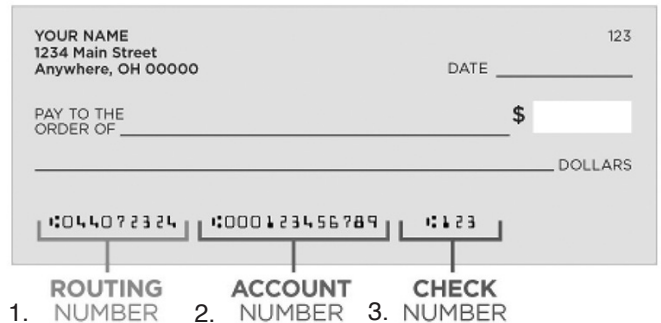 YOUR NAME 123
1234 Main Street
Anywhere, OH 00000
DATE
PAY TO THE
ORDER OF $
DOLLARS
⑆044072324 ⑆000123456789 ⑆123
1. ROUTING NUMBER
2. ACCOUNT NUMBER
3. CHECK NUMBER